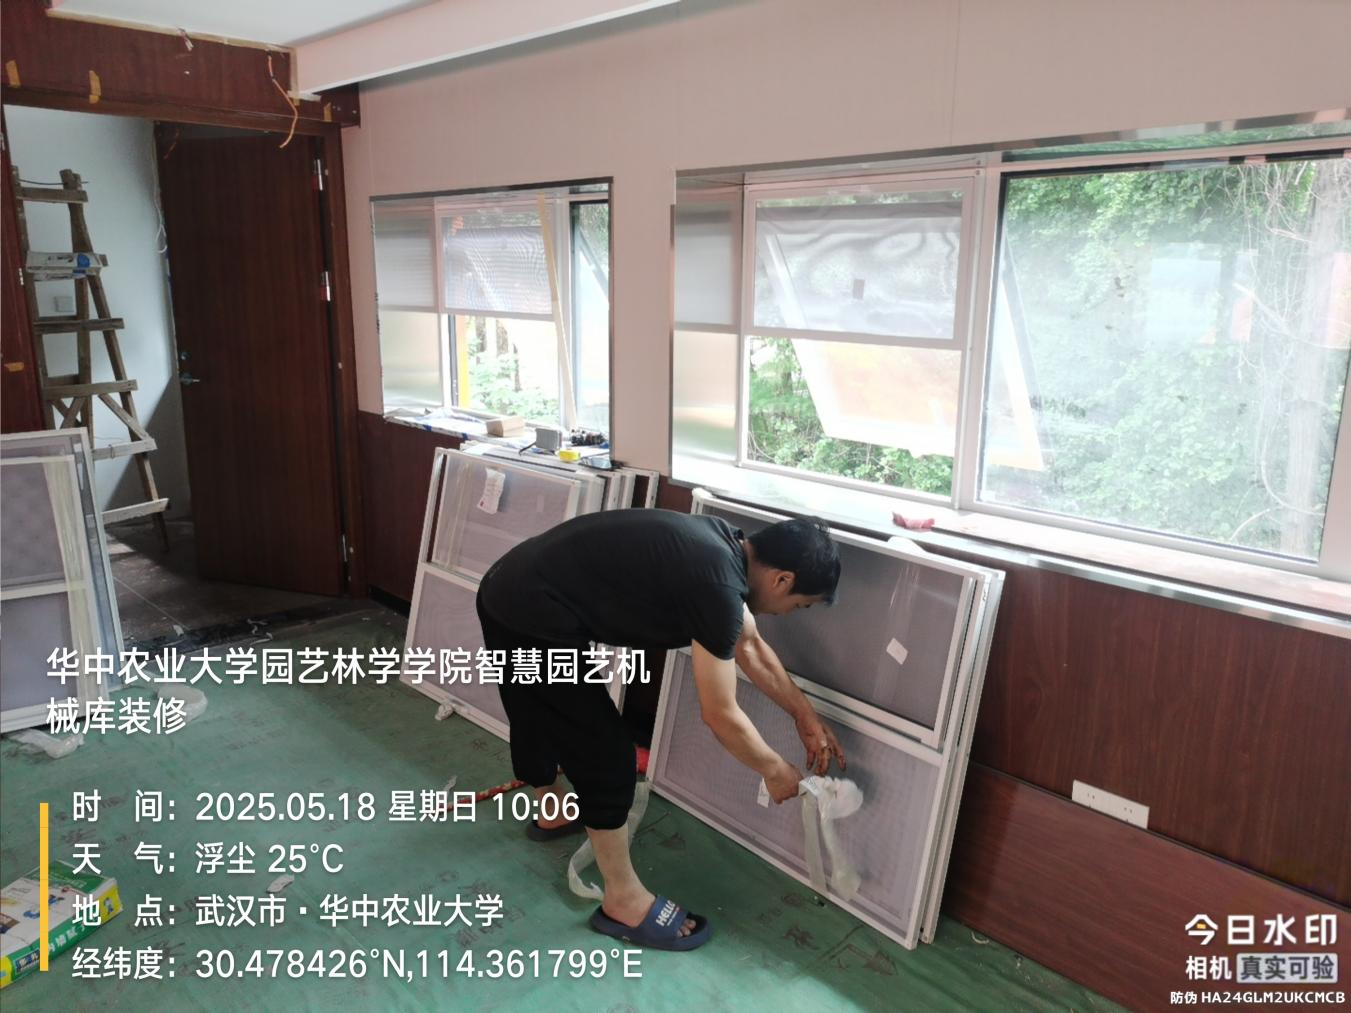 华中农业大学园艺林学学院智慧园艺机
械库装修
时 间：2025.05.18 星期日 10:06
天 气：浮尘 25℃
地 点：武汉市·华中农业大学
经纬度：30.478426°N,114.361799°E
HELLO
今日水印
相机 真实可验
防伪 HA24GLM2UKCMCB